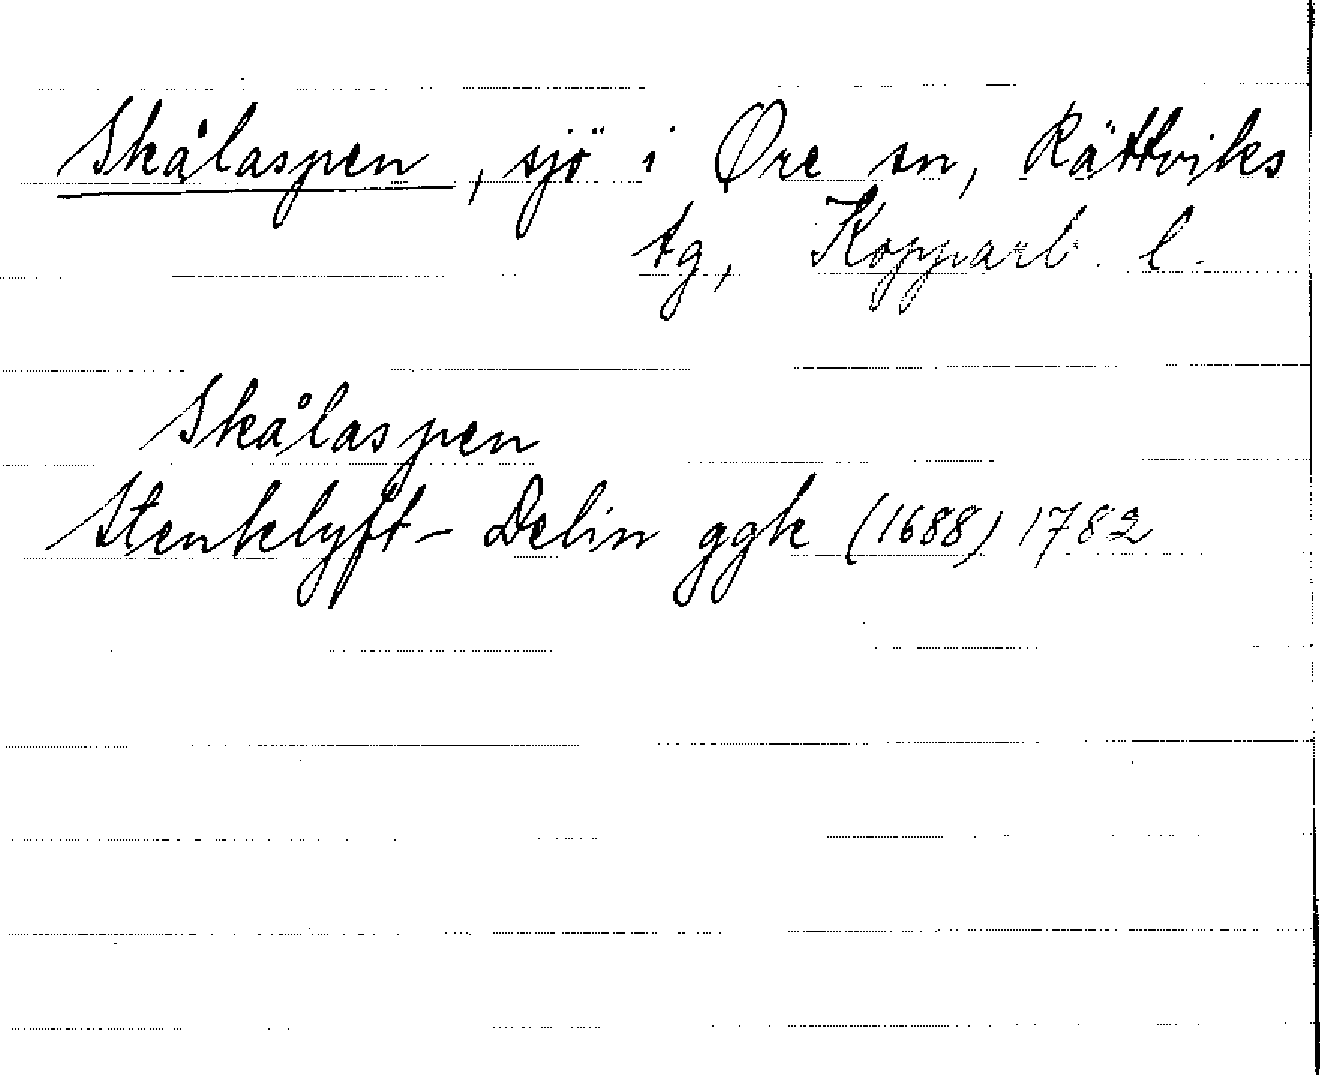 Skålaspen, sjö i Ore sn, Rättviks
tg, Kopparb. l.
Skålaspen
Stenklyft - Delin ggk (1688) 1782